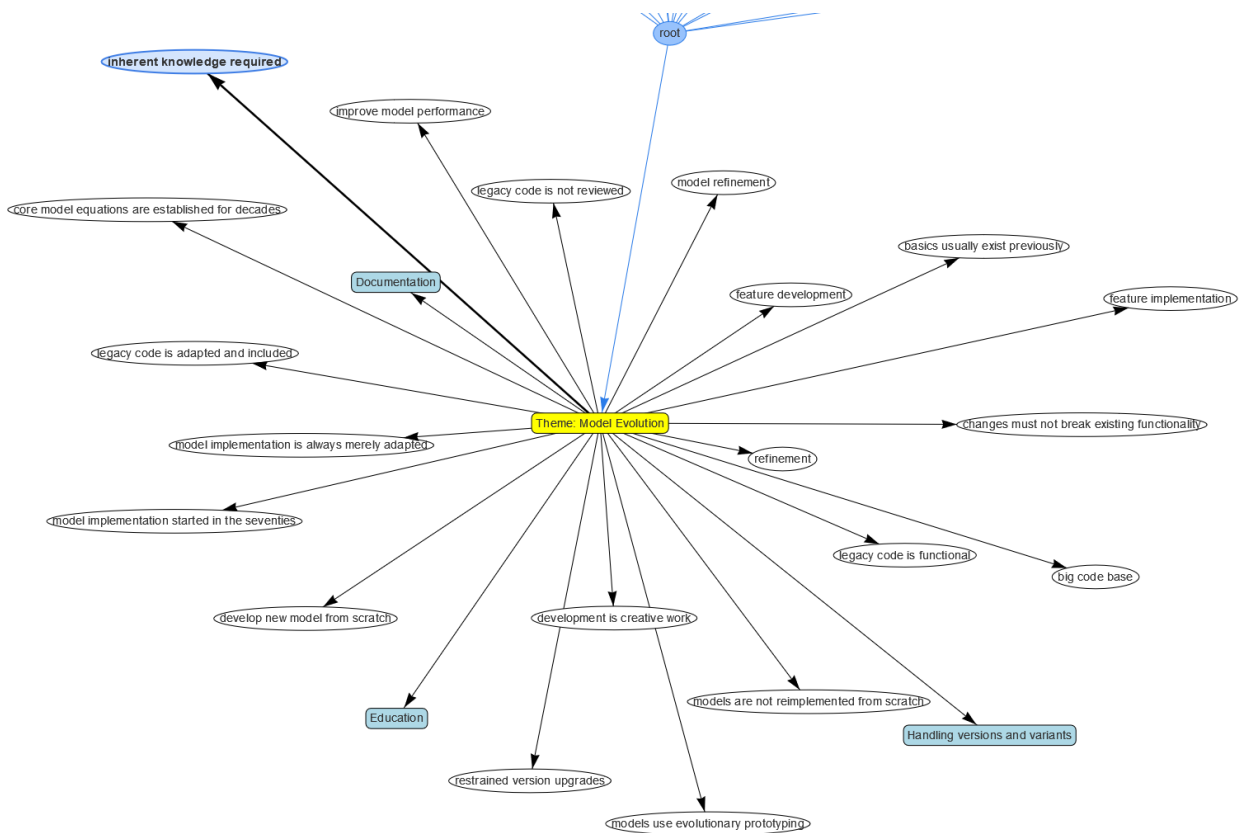 root
inherent knowledge required
improve model performance
legacy code is not reviewed
model refinement
core model equations are established for decades
basics usually exist previously
Documentation
feature development
feature implementation
legacy code is adapted and included
Theme: Model Evolution
changes must not break existing functionality
model implementation is always merely adapted
refinement
model implementation started in the seventies
legacy code is functional
big code base
develop new model from scratch
development is creative work
models are not reimplemented from scratch
Education
Handling versions and variants
restrained version upgrades
models use evolutionary prototyping